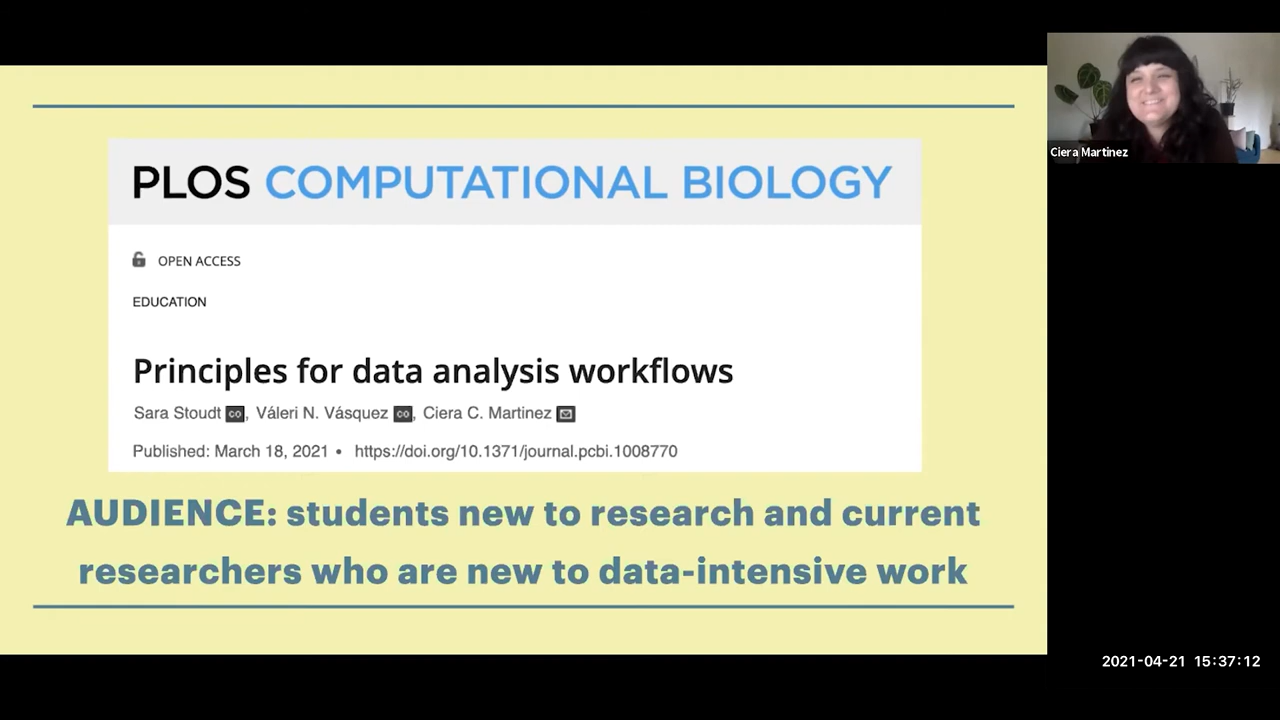 PLOS COMPUTATIONAL BIOLOGY
OPEN ACCESS
EDUCATION
Principles for data analysis workflows
Sara Stoudt co, Váleri N. Vásquez co, Ciera C. Martinez
Published: March 18, 2021 • https://doi.org/10.1371/journal.pcbi.1008770
AUDIENCE: students new to research and current
researchers who are new to data-intensive work
Ciera Martinez
2021-04-21 15:37:12